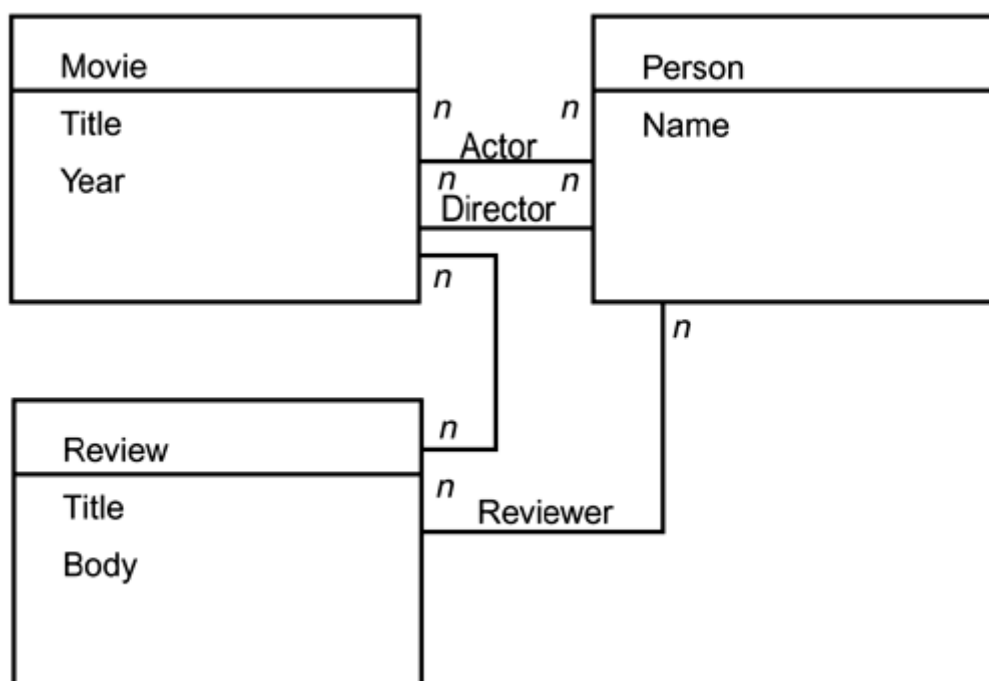 Movie
Title
Year
n
n
Actor
n
n
Director
n
Person
Name
n
Review
Title
Body
n
n
Reviewer